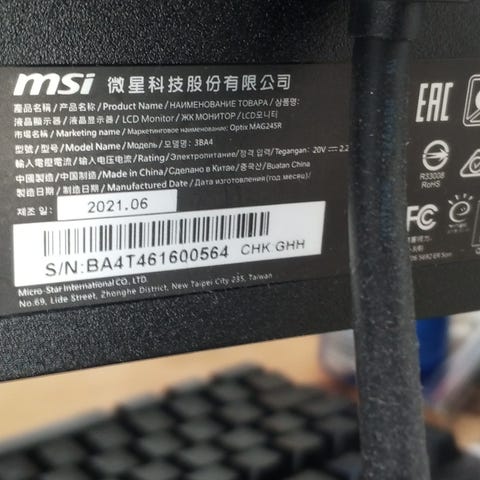 msi 微星科技股份有限公司
產品名稱/产品名称/Product Name/НАИМЕНОВАНИЕ ТОВАРА/상품명:
液晶顯示器/液晶显示器/LCD Monitor/ЖК МОНИТОР/LCD모니터
市場名稱/Marketing name/Маркетинговое наименование: Optix MAG245R
型號/型号/Model Name/Модель/모델명: 3BA4
輸入電壓電流/输入电压电流/Rating/Электропитание/정격 입력/Tegangan: 20V ⎓ 2.2
中國製造/中国制造/Made in China/Сделано в Китае/중국산/Buatan China
製造日期/制造日期/Manufactured Date/Дата изготовления (год.месяц)/
제조 일: 2021.06
S/N:BA4T461600564 CHK:GHH
Micro-Star International CO., LTD.
No.69, Lide Street, Zhonghe District, New Taipei City 235, Taiwan
EAC
R33008
RoHS
FC